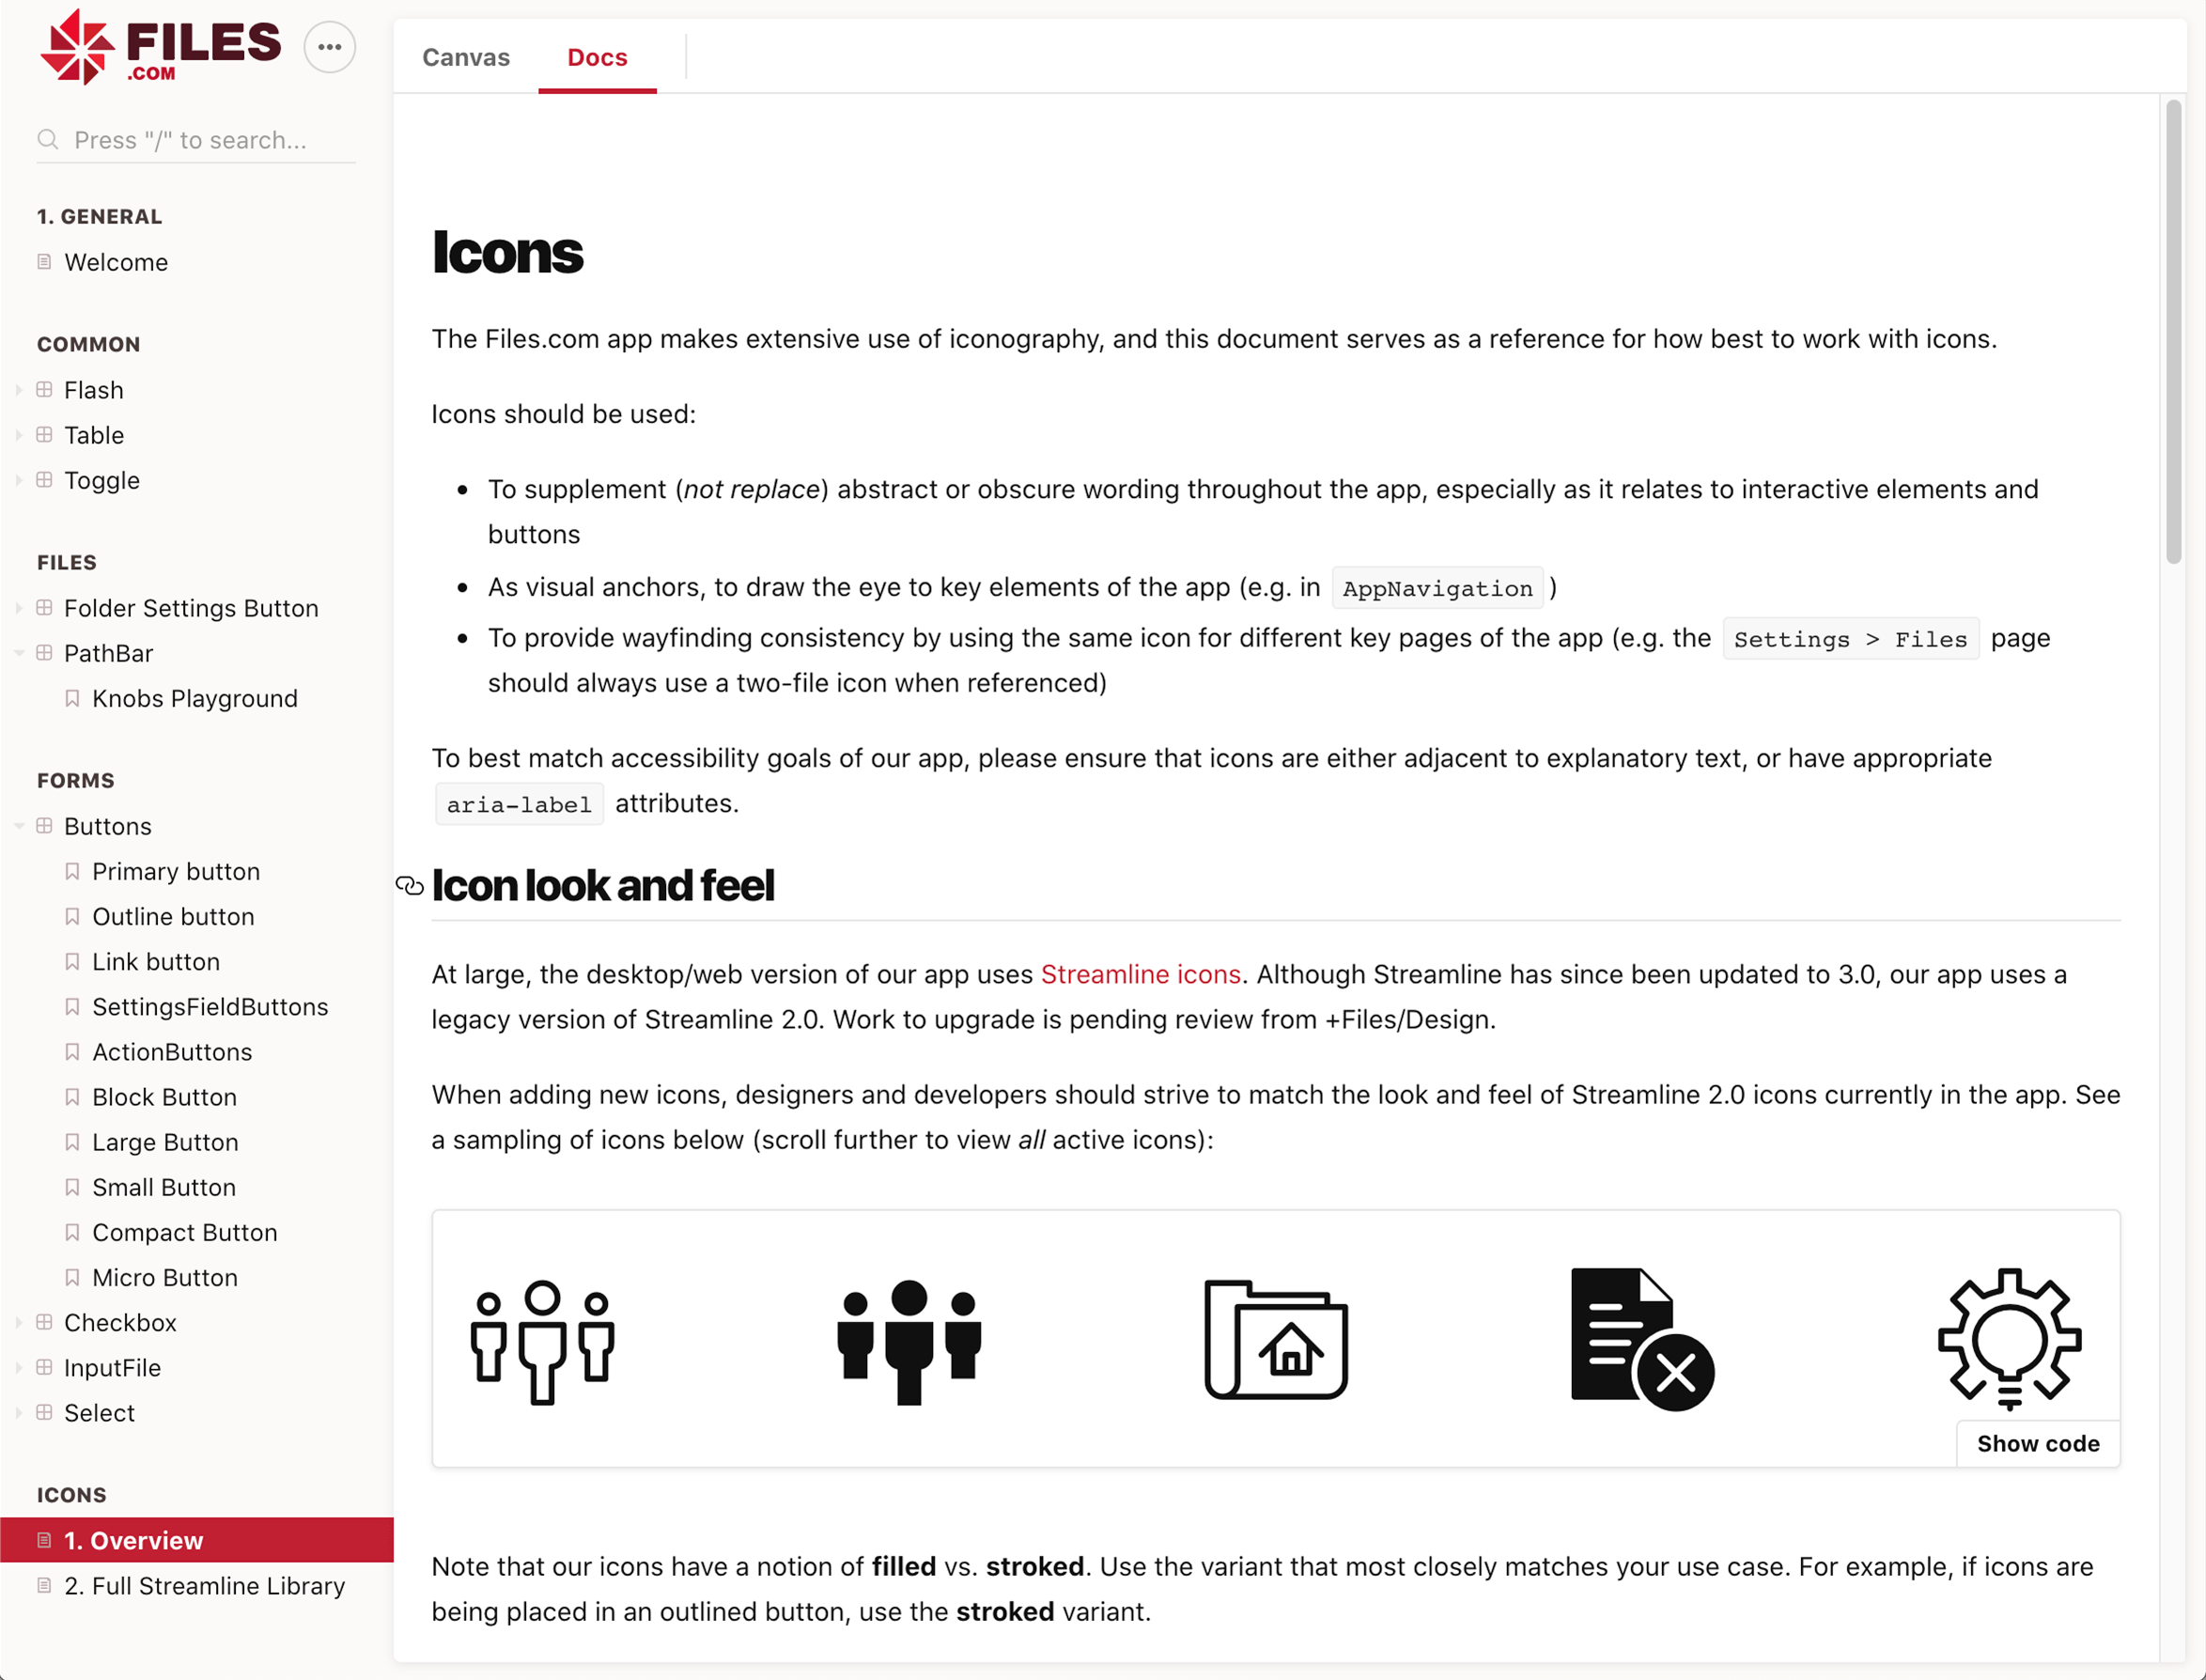 FILES
.COM
Press "/" to search...
1. GENERAL
Welcome
COMMON
Flash
Table
Toggle
FILES
Folder Settings Button
PathBar
Knobs Playground
FORMS
Buttons
Primary button
Outline button
Link button
SettingsFieldButtons
ActionButtons
Block Button
Large Button
Small Button
Compact Button
Micro Button
Checkbox
InputFile
Select
ICONS
1. Overview
2. Full Streamline Library
Canvas Docs
Icons
The Files.com app makes extensive use of iconography, and this document serves as a reference for how best to work with icons.
Icons should be used:
• To supplement (not replace) abstract or obscure wording throughout the app, especially as it relates to interactive elements and
buttons
• As visual anchors, to draw the eye to key elements of the app (e.g. in AppNavigation )
• To provide wayfinding consistency by using the same icon for different key pages of the app (e.g. the Settings > Files page
should always use a two-file icon when referenced)
To best match accessibility goals of our app, please ensure that icons are either adjacent to explanatory text, or have appropriate
aria-label attributes.
Icon look and feel
At large, the desktop/web version of our app uses Streamline icons. Although Streamline has since been updated to 3.0, our app uses a
legacy version of Streamline 2.0. Work to upgrade is pending review from +Files/Design.
When adding new icons, designers and developers should strive to match the look and feel of Streamline 2.0 icons currently in the app. See
a sampling of icons below (scroll further to view all active icons):
Show code
Note that our icons have a notion of filled vs. stroked. Use the variant that most closely matches your use case. For example, if icons are
being placed in an outlined button, use the stroked variant.